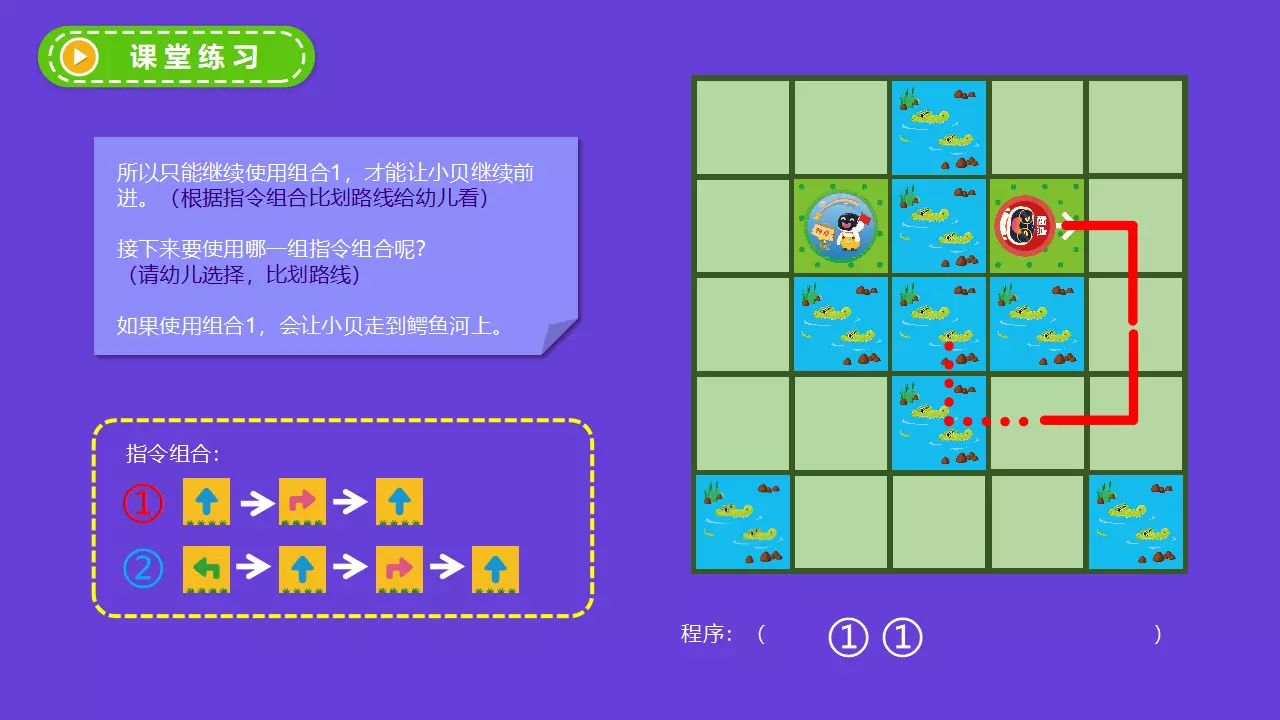 课堂练习
所以只能继续使用组合1，才能让小贝继续前
进。（根据指令组合比划路线给幼儿看）
接下来要使用哪一组指令组合呢？
（请幼儿选择，比划路线）
如果使用组合1，会让小贝走到鳄鱼河上。
指令组合：
①
②
起点
程序：（ ①① ）